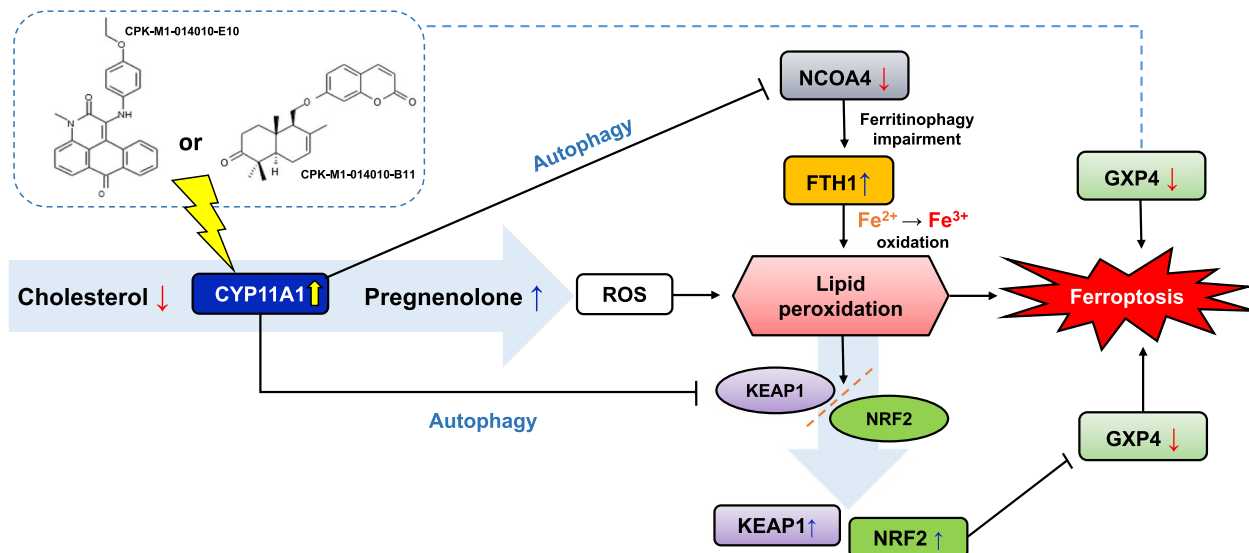 CPK-M1-014010-E10
O
O
N
NH
O
or
O
O
O
O
H
CPK-M1-014010-B11
Autophagy
NCOA4 ↓
Ferritinophagy
impairment
FTH1 ↑
Fe²⁺ → Fe³⁺
oxidation
GXP4 ↓
Cholesterol ↓
CYP11A1 ↑
Pregnenolone ↑
ROS
Lipid
peroxidation
Ferroptosis
KEAP1
NRF2
Autophagy
GXP4 ↓
KEAP1 ↑
NRF2 ↑